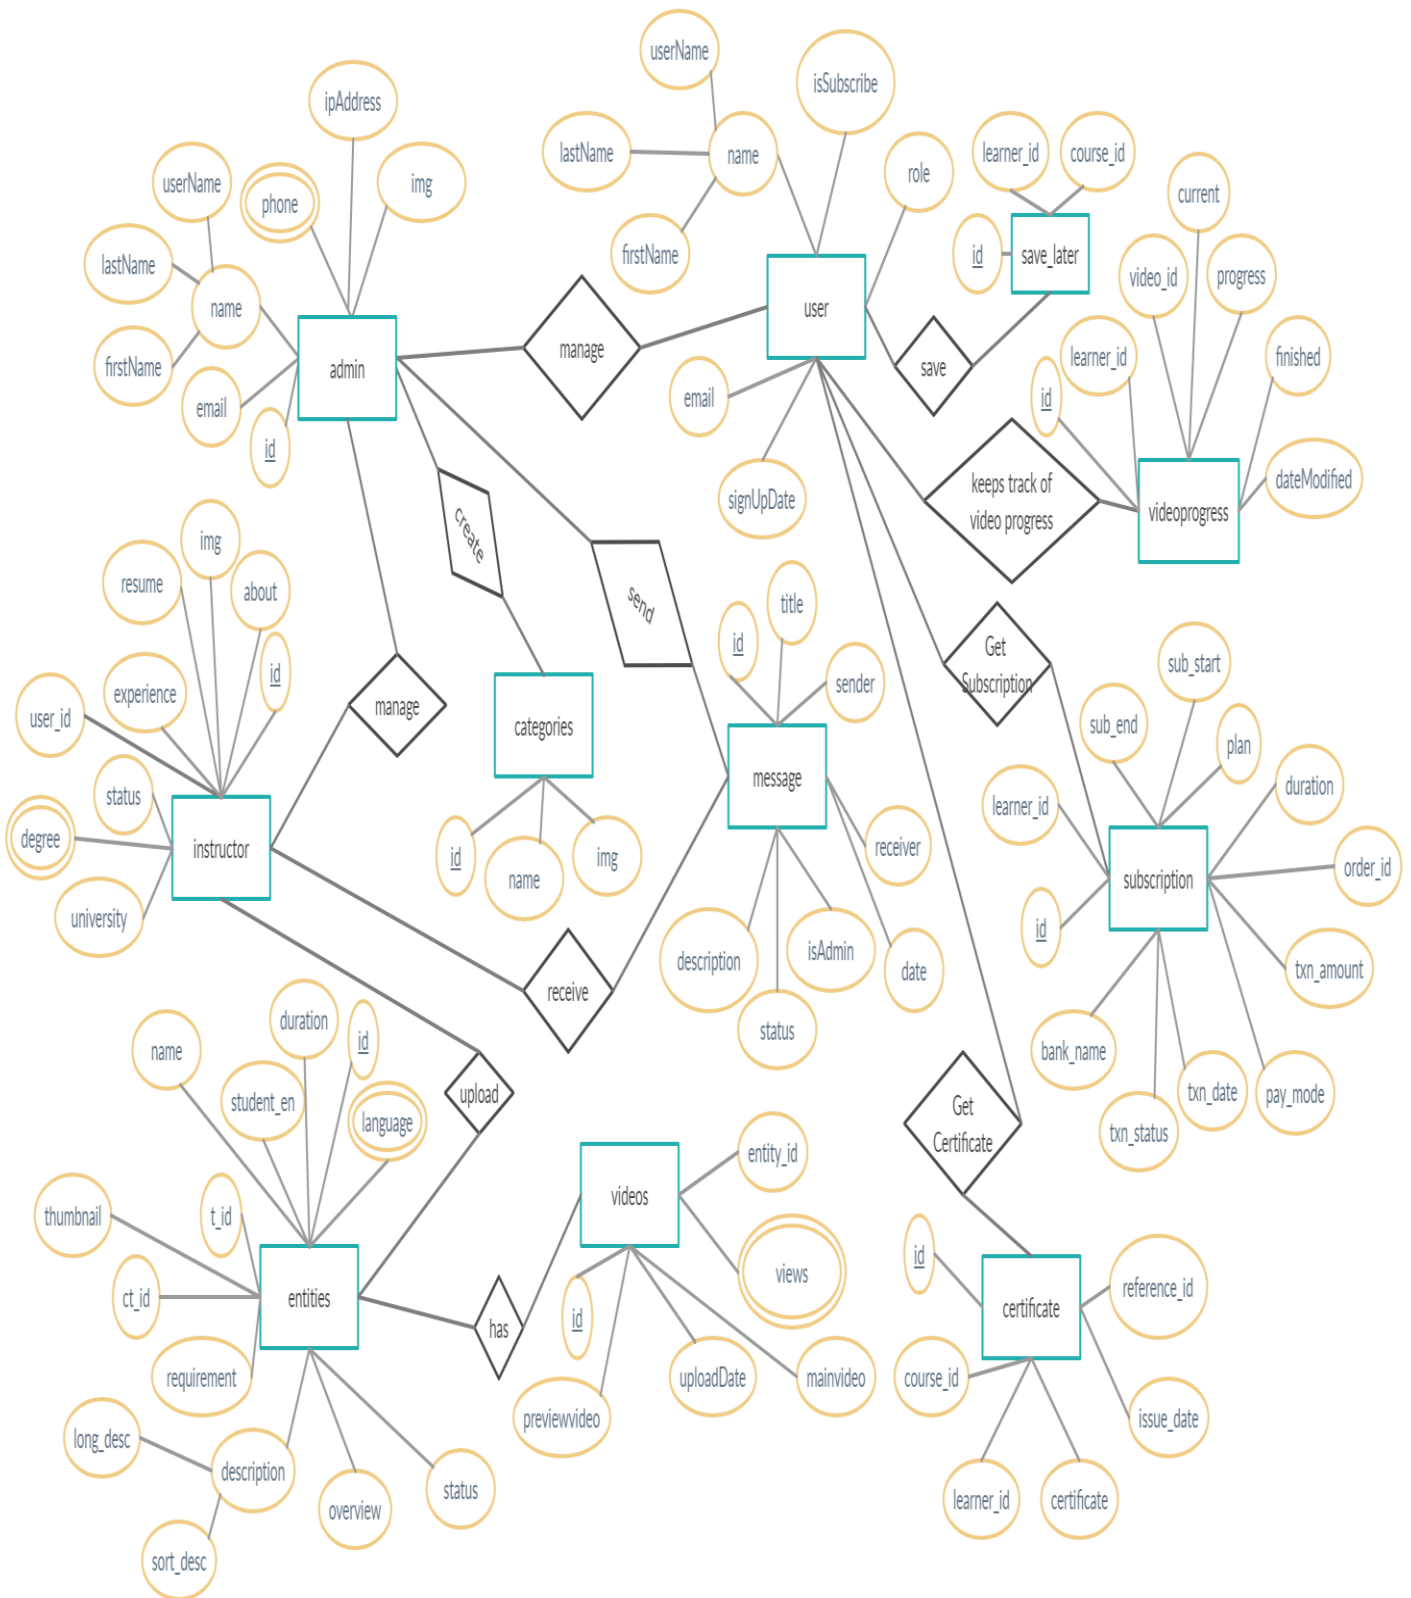 userName
isSubscribe
ipAddress
lastName
name
learner_id
course_id
role
userName
phone
img
current
lastName
firstName
id
save_later
video_id
progress
name
user
manage
save
learner_id
finished
firstName
admin
email
email
id
id
keeps track of
video progress
dateModified
signUpDate
videoprogress
create
img
resume
about
send
title
id
Get
Subscription
sub_start
id
experience
sender
user_id
manage
categories
sub_end
plan
message
status
learner_id
duration
degree
instructor
id
name
img
receiver
subscription
order_id
university
id
description
isAdmin
date
txn_amount
receive
duration
status
name
id
bank_name
student_en
language
upload
Get
Certificate
txn_status
txn_date
pay_mode
entity_id
videos
thumbnail
t_id
id
views
reference_id
ct_id
entities
has
id
certificate
requirement
previewvideo
uploadDate
mainvideo
course_id
issue_date
long_desc
description
overview
status
learner_id
certificate
sort_desc